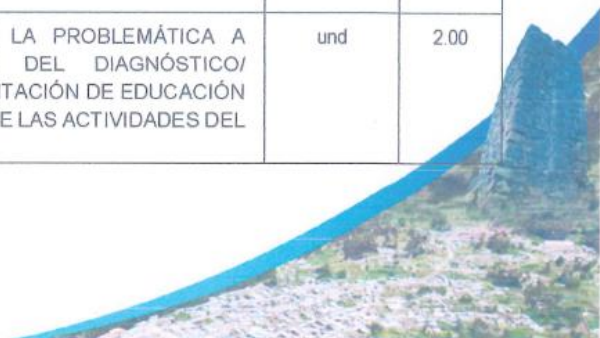 LA PROBLEMÁTICA A
DEL DIAGNÓSTICO/
TACIÓN DE EDUCACIÓN
E LAS ACTIVIDADES DEL
und
2.00